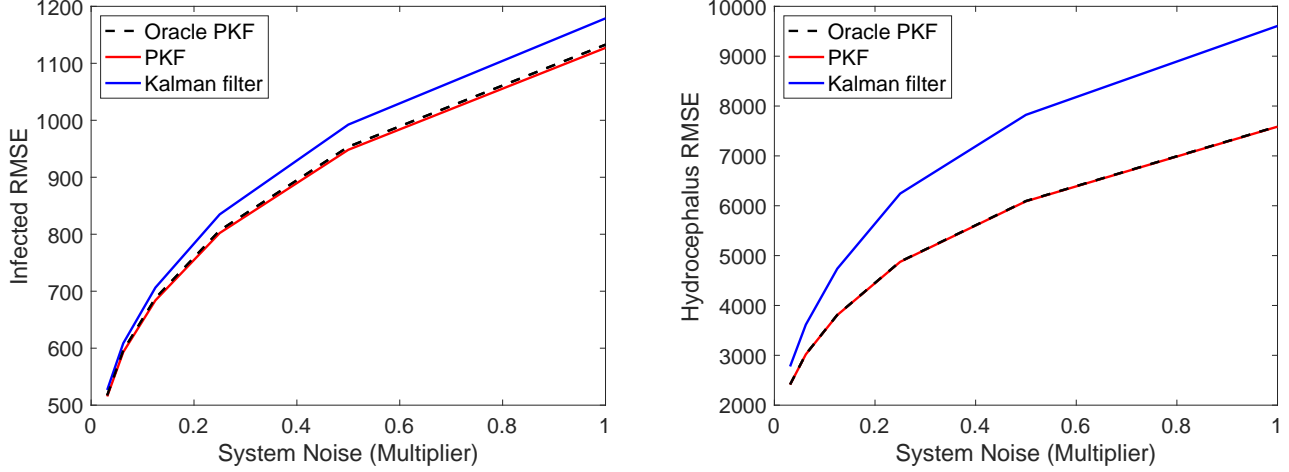 1200
1100
1000
900
800
700
600
500
Infected RMSE
0
0.2
0.4
0.6
0.8
1
System Noise (Multiplier)
Oracle PKF
PKF
Kalman filter
10000
9000
8000
7000
6000
5000
4000
3000
2000
Hydrocephalus RMSE
0
0.2
0.4
0.6
0.8
1
System Noise (Multiplier)
Oracle PKF
PKF
Kalman filter